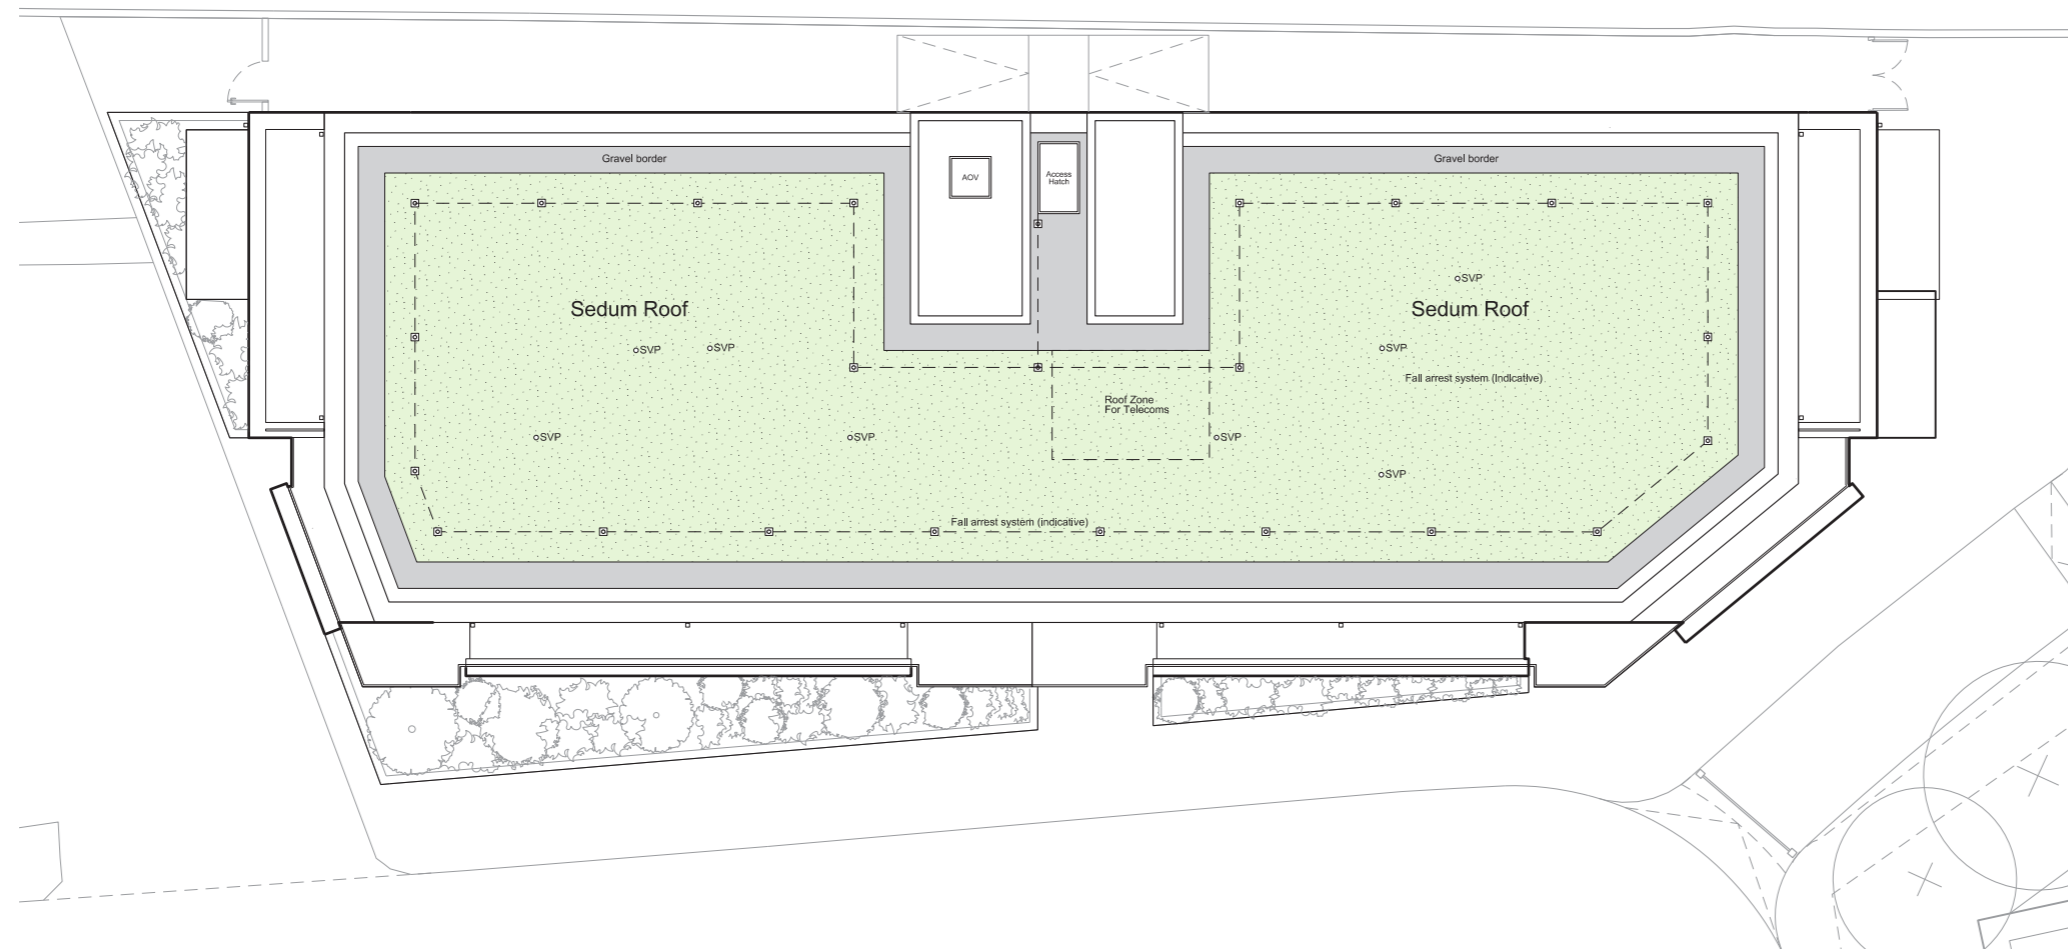 Gravel border
Gravel border
AOV
Access
Hatch
SVP
Sedum Roof
Sedum Roof
SVP
SVP
SVP
Fall arrest system (indicative)
Roof Zone
For Telecoms
SVP
SVP
SVP
SVP
Fall arrest system (indicative)